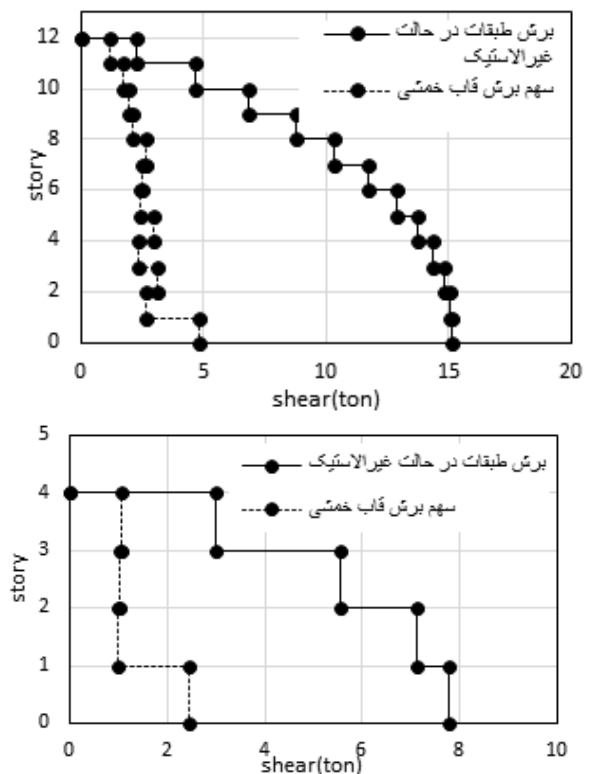 برش طبقات در حالت
غیرالاستیک
سهم برش قاب خمشی
12
10
8
6
4
2
0
story
0 5 10 15 20
shear(ton)
برش طبقات در حالت غیرالاستیک
سهم برش قاب خمشی
5
4
3
2
1
0
story
0 2 4 6 8 10
shear(ton)